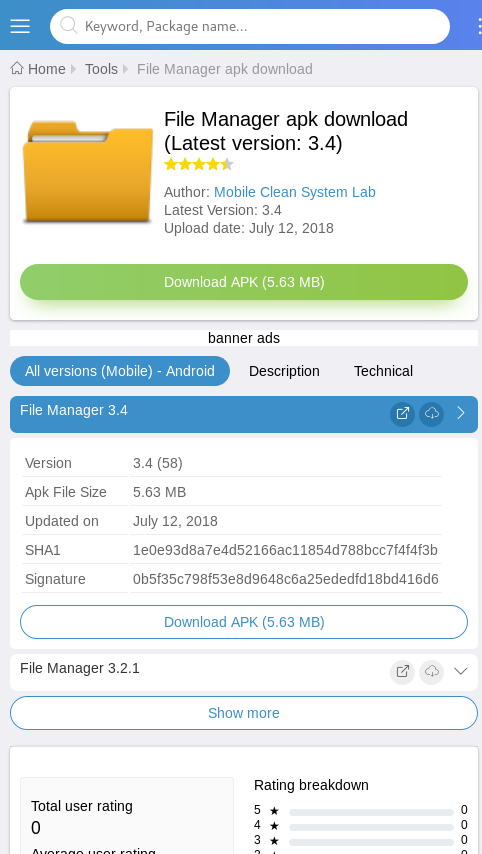 Keyword, Package name...
Home Tools File Manager apk download
File Manager apk download
(Latest version: 3.4)
Author: Mobile Clean System Lab
Latest Version: 3.4
Upload date: July 12, 2018
Download APK (5.63 MB)
banner ads
All versions (Mobile) - Android Description Technical
File Manager 3.4
Version 3.4 (58)
Apk File Size 5.63 MB
Updated on July 12, 2018
SHA1 1e0e93d8a7e4d52166ac11854d788bcc7f4f4f3b
Signature 0b5f35c798f53e8d9648c6a25ededfd18bd416d6
Download APK (5.63 MB)
File Manager 3.2.1
Show more
Rating breakdown
Total user rating
0
5 ★ 0
4 ★ 0
3 ★ 0
Average user rating